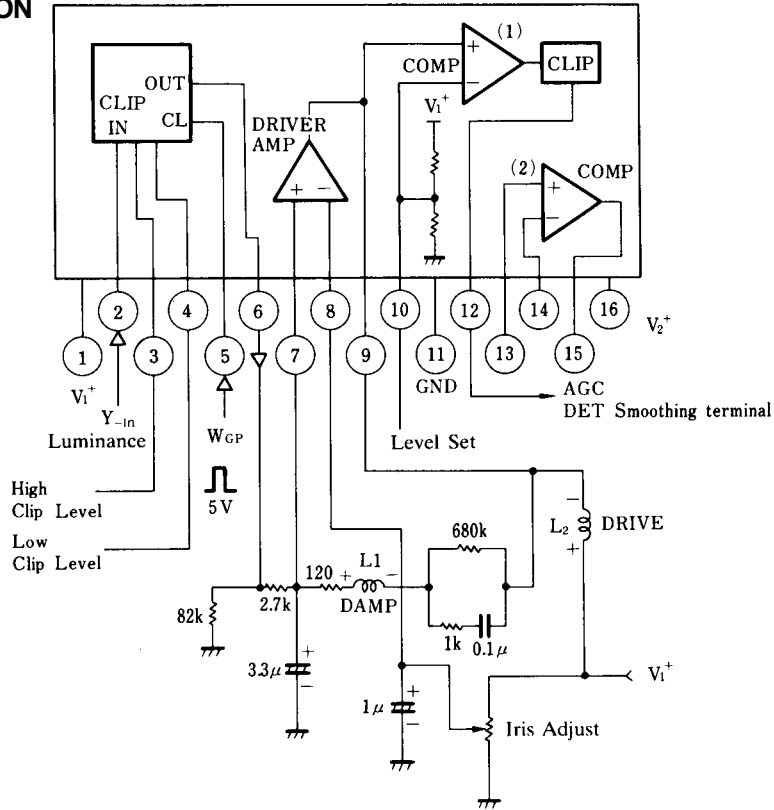 ON
(1)
OUT
COMP
CLIP
CLIP
IN
CL
V1+
DRIVER
AMP
(2)
COMP
+
−
+
−
+
−
1
2
3
4
5
6
7
8
9
10
11
12
13
14
15
16
V1+
V2+
GND
Y-In
Luminance
WGP
5V
Level Set
AGC
DET Smoothing terminal
High
Clip Level
Low
Clip Level
680k
L2
DRIVE
−
+
120
L1
+
−
DAMP
2.7k
82k
1k
0.1μ
3.3μ
+
−
1μ
+
−
V1+
Iris Adjust